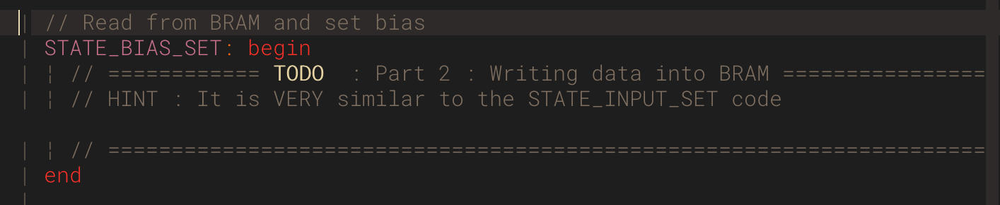 // Read from BRAM and set bias
STATE_BIAS_SET: begin
// ============ TODO  : Part 2 : Writing data into BRAM ================
// HINT : It is VERY similar to the STATE_INPUT_SET code
// =====================================================================
end